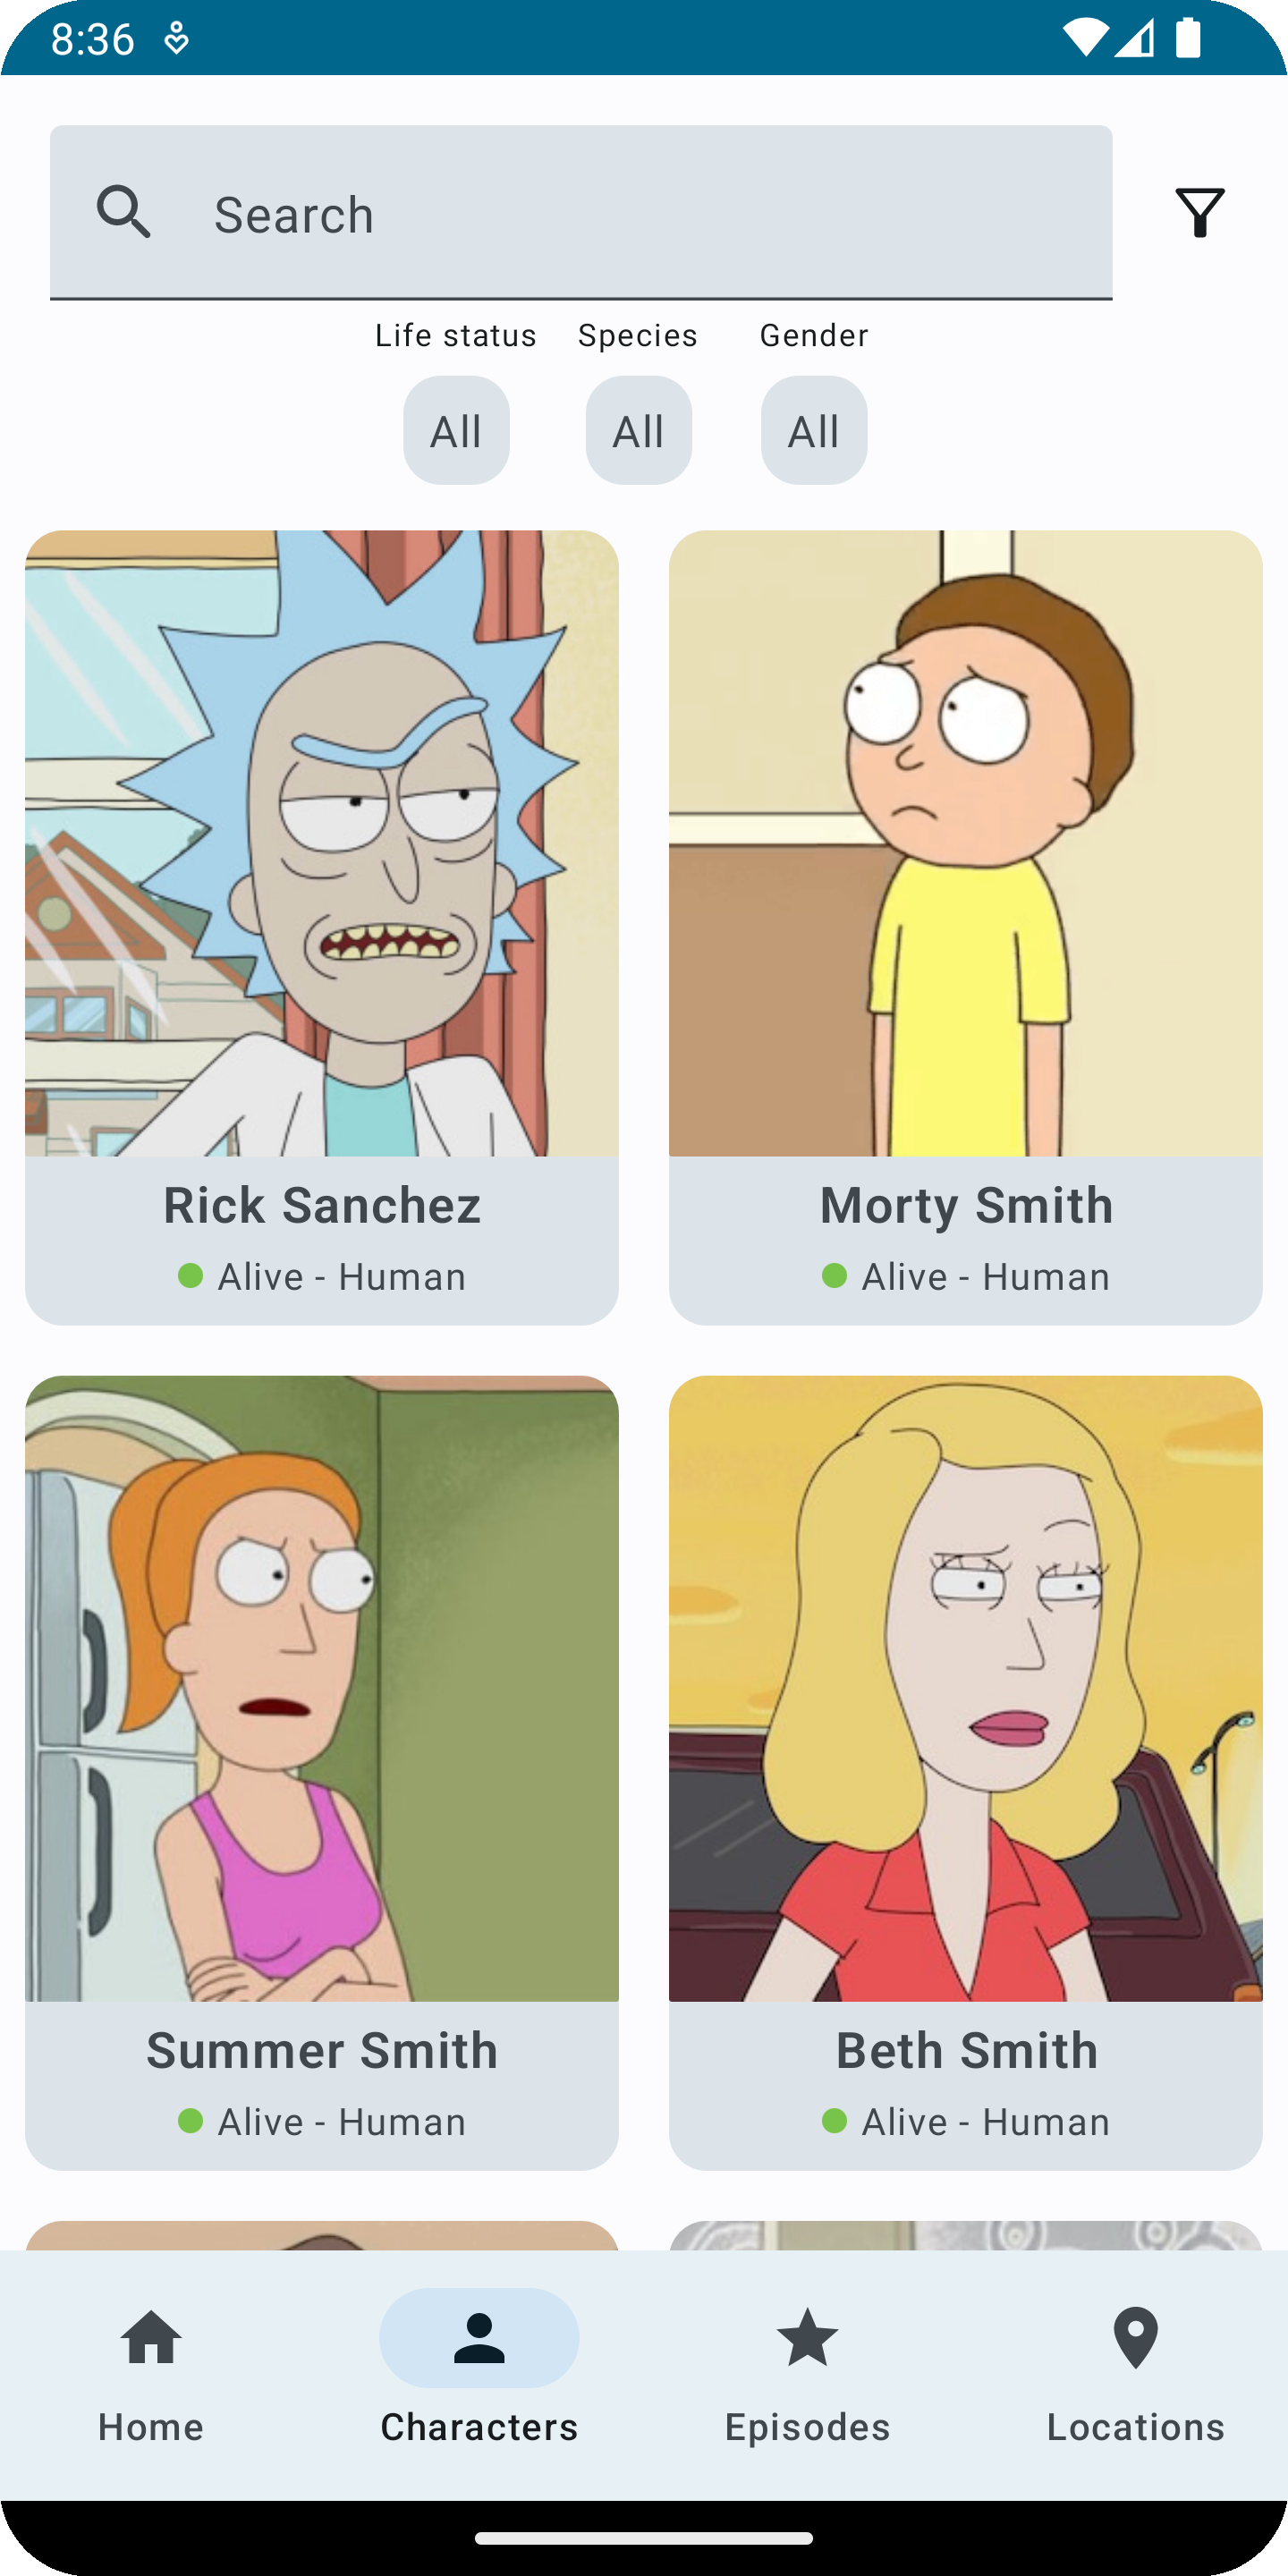 8:36
Search
Life status Species Gender
All All All
Rick Sanchez
Alive - Human
Morty Smith
Alive - Human
Summer Smith
Alive - Human
Beth Smith
Alive - Human
Home Characters Episodes Locations